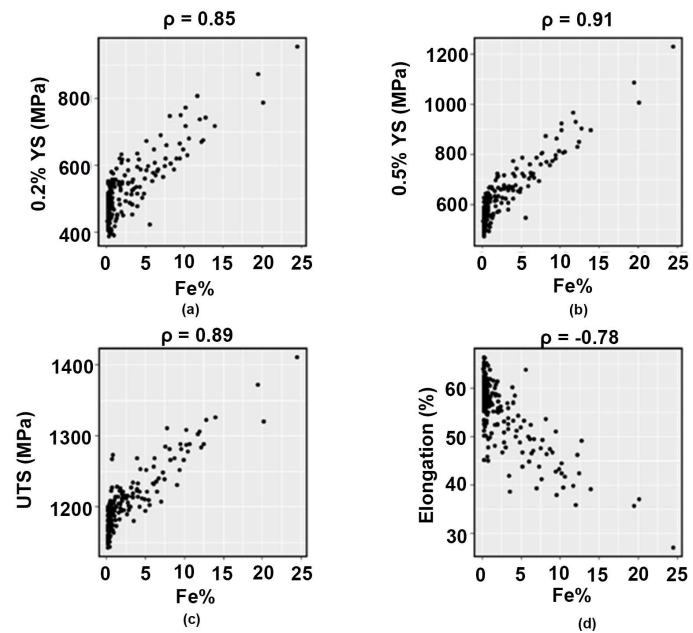 ρ = 0.85
0.2% YS (MPa)
800
600
400
0 5 10 15 20 25
Fe%
(a)
ρ = 0.91
0.5% YS (MPa)
1200
1000
800
600
0 5 10 15 20 25
Fe%
(b)
ρ = 0.89
UTS (MPa)
1400
1300
1200
0 5 10 15 20 25
Fe%
(c)
ρ = -0.78
Elongation (%)
60
50
40
30
0 5 10 15 20 25
Fe%
(d)